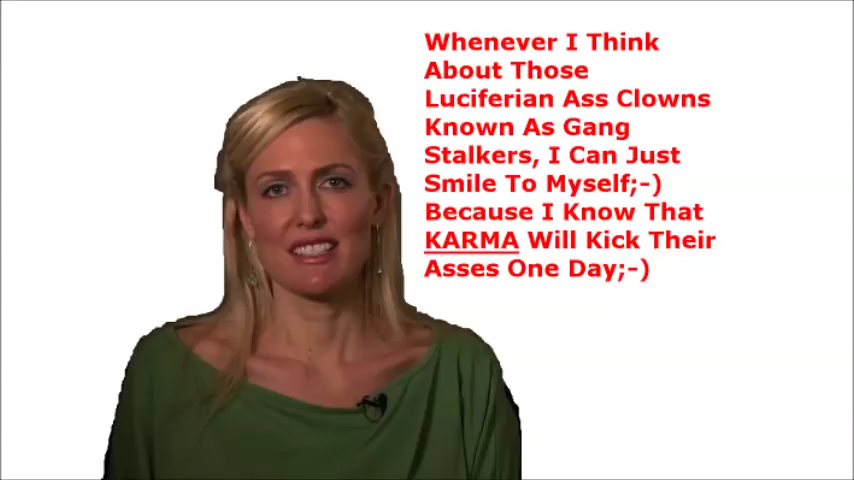 Whenever I Think
About Those
Luciferian Ass Clowns
Known As Gang
Stalkers, I Can Just
Smile To Myself;-)
Because I Know That
KARMA Will Kick Their
Asses One Day;-)